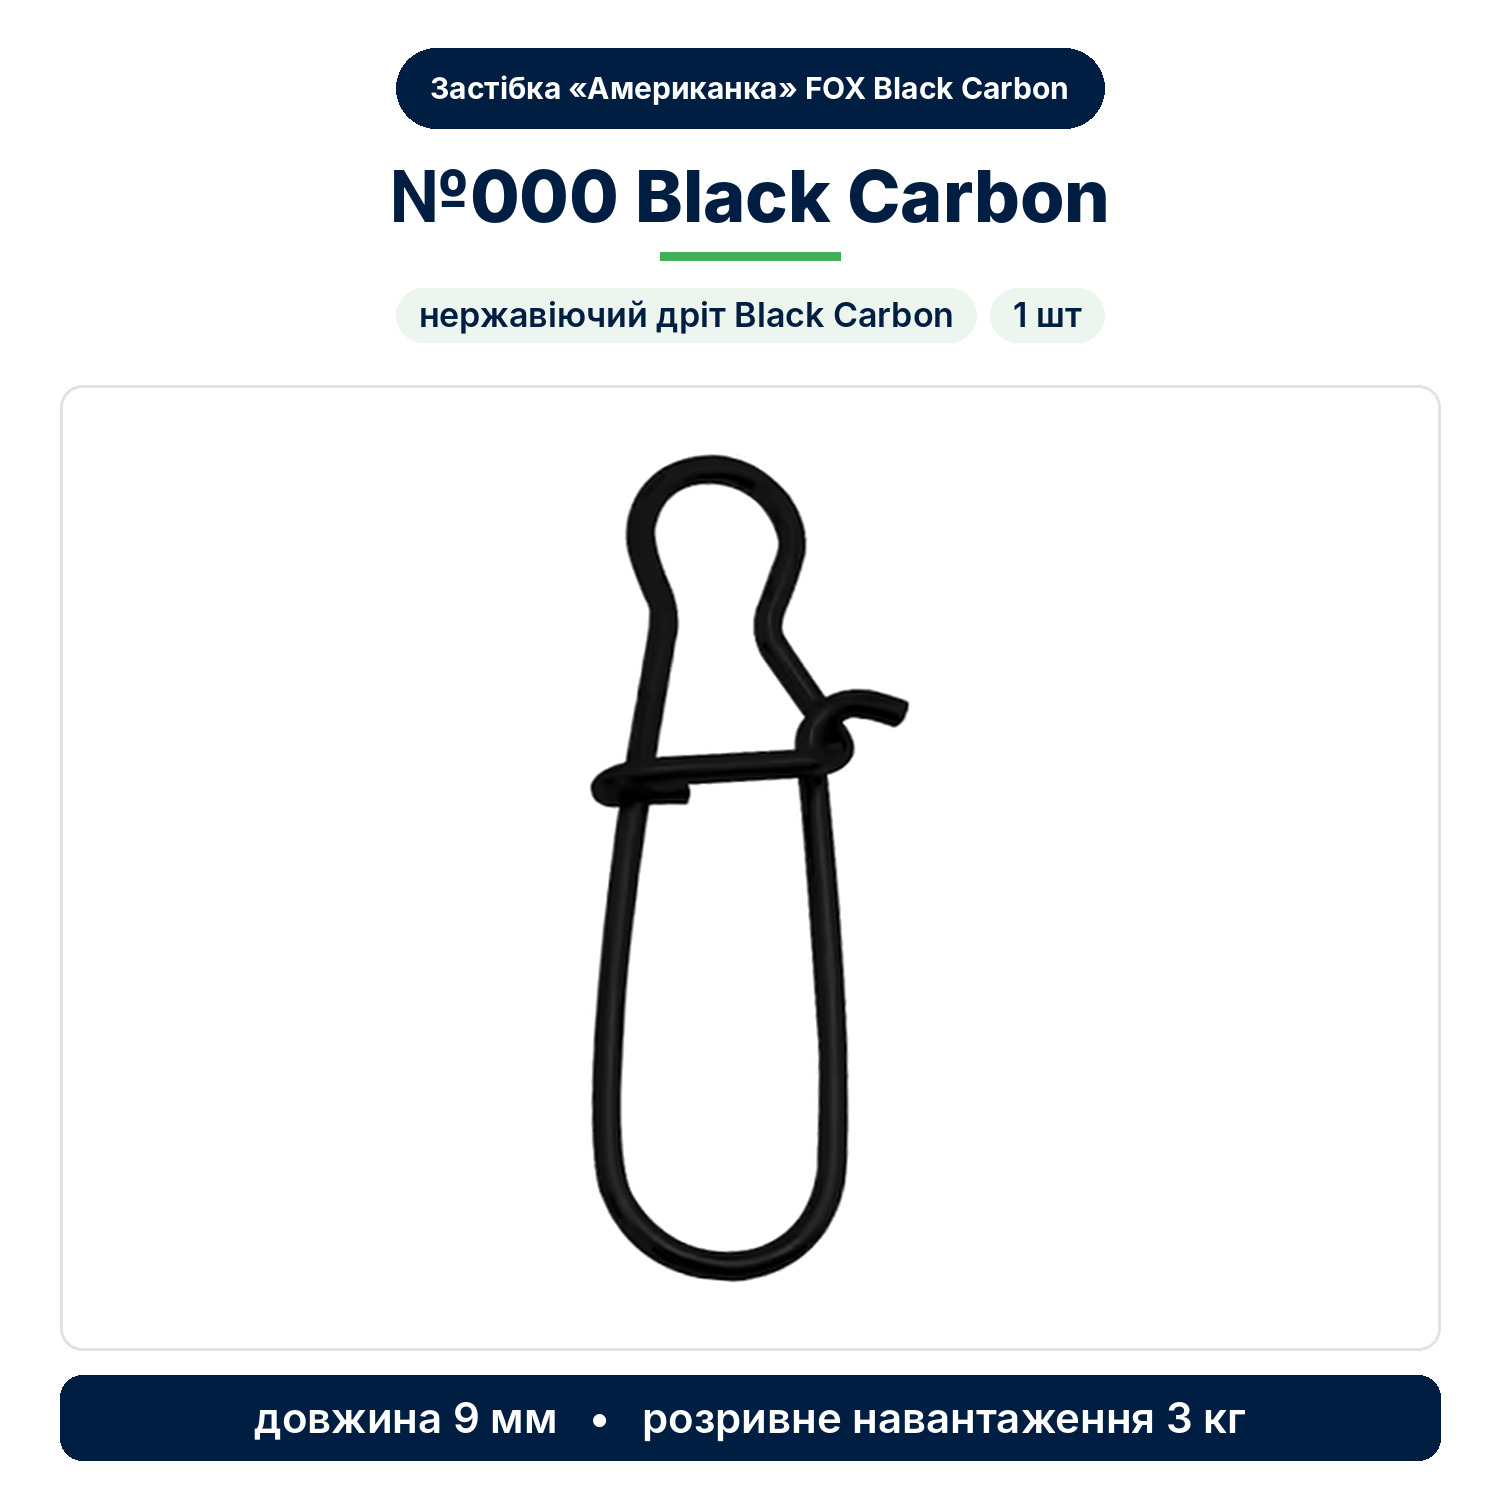 Застібка «Американка» FOX Black Carbon
№000 Black Carbon
нержавіючий дріт Black Carbon 1 шт
довжина 9 мм • розривне навантаження 3 кг